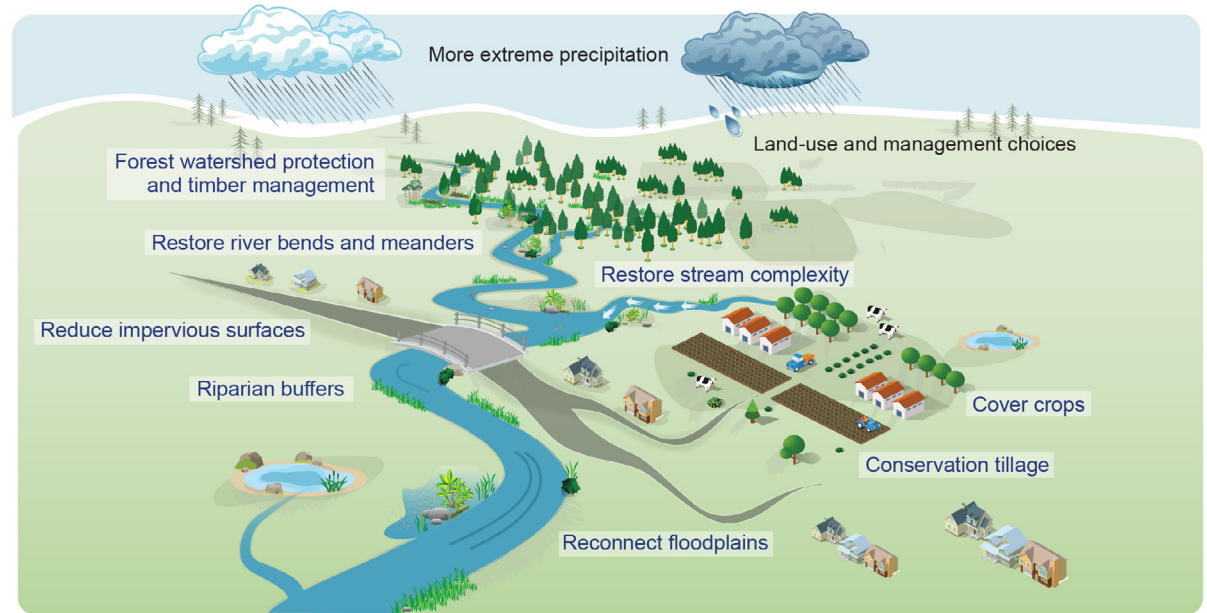 More extreme precipitation
Land-use and management choices
Forest watershed protection
and timber management
Restore river bends and meanders
Restore stream complexity
Reduce impervious surfaces
Riparian buffers
Cover crops
Conservation tillage
Reconnect floodplains